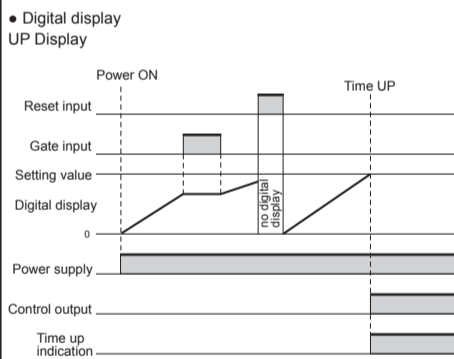 ● Digital display
UP Display
Power ON
Time UP
Reset input
Gate input
Setting value
Digital display
no digital
display
0
Power supply
Control output
Time up
indication